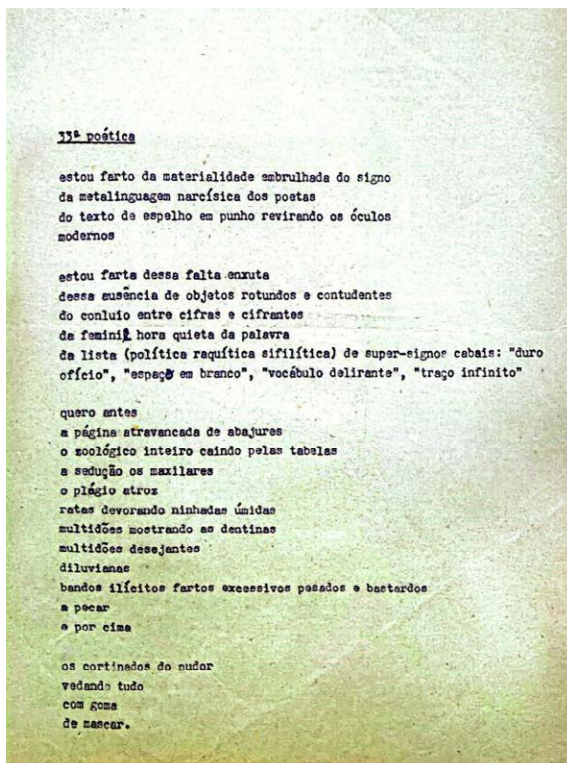 33ª poética
estou farto da materialidade embrulhada do signo
da metalinguagem narcísica dos poetas
do texto de espelho em punho revirando os óculos
modernos
estou farta dessa falta enxuta
dessa ausência de objetos rotundos e contudentes
do conluio entre cifras e cifrantes
da feminil hora quieta da palavra
da lista (política raquítica sifilítica) de super-signos cabais: "duro
ofício", "espaço em branco", "vocábulo delirante", "traço infinito"
quero antes
a página atravancada de abajures
o zoológico inteiro caindo pelas tabelas
a sedução os maxilares
o plágio atroz
ratas devorando ninhadas úmidas
multidões mostrando as dentinas
multidões desejantes
diluvianas
bandos ilícitos fartos excessivos pesados e bastardos
a pecar
e por cima
os cortinados do pudor
vedando tudo
com goma
de mascar.